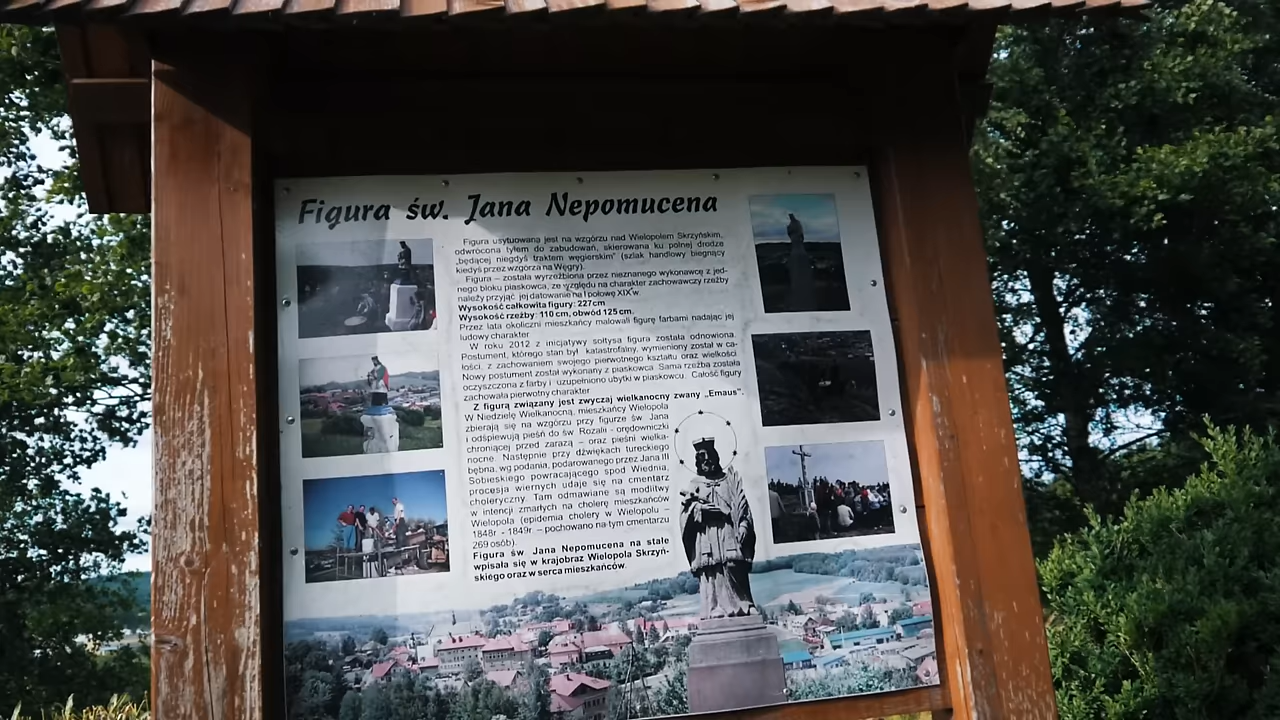 Figura św. Jana Nepomucena
Figura usytuowana jest na wzgórzu nad Wielopolem Skrzyńskim,
odwrócona tyłem do zabudowań, skierowana ku polnej drodze
„będącej niegdyś traktem węgierskim” (szlak handlowy biegnący
kiedyś przez wzgórza na Węgry).
Figura – została wyrzeźbiona przez nieznanego wykonawcę z jed-
nego bloku piaskowca, ze względu na charakter zachowawczy rzeźby
należy przyjąć jej datowanie na I połowę XIX w.
Wysokość całkowita figury: 227cm
Wysokość rzeźby: 110 cm, obwód 125 cm.
Przez lata okoliczni mieszkańcy malowali figurę farbami nadając jej
ludowy charakter.
W roku 2012 z inicjatywy sołtysa figura została odnowiona.
Postument, którego stan był katastrofalny, wymieniony został w ca-
łości, z zachowaniem swojego pierwotnego kształtu oraz wielkości.
Nowy postument został wykonany z piaskowca. Sama rzeźba została
oczyszczona z farby i uzupełniono ubytki w piaskowcu. Całość figury
zachowała pierwotny charakter.
Z figurą związany jest zwyczaj wielkanocny zwany „Emaus”.
W Niedzielę Wielkanocną, mieszkańcy Wielopola
zbierają się na wzgórzu przy figurze św. Jana
i odśpiewują pieśń do św. Rozalii - orędowniczki
chroniącej przed zarazą – oraz pieśni wielka-
nocne. Następnie przy dźwiękach tureckiego
bębna, wg podania, podarowanego przez Jana III
Sobieskiego powracającego spod Wiednia,
procesja wiernych udaje się na cmentarz
choleryczny. Tam odmawiane są modlitwy
w intencji zmarłych na cholerę mieszkańców
Wielopola (epidemia cholery w Wielopolu –
1848r - 1849r. – pochowano na tym cmentarzu
269 osób).
Figura św. Jana Nepomucena na stałe
wpisała się w krajobraz Wielopola Skrzyń-
skiego oraz w serca mieszkańców.